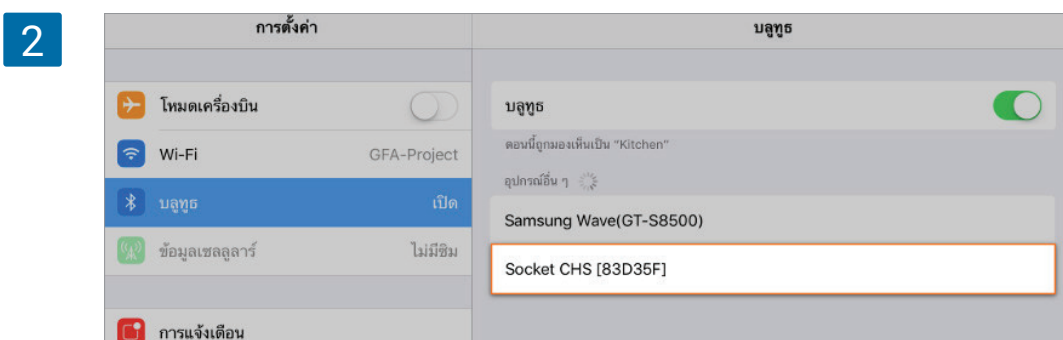 2
การตั้งค่า
บลูทูธ
โหมดเครื่องบิน
Wi-Fi
GFA-Project
บลูทูธ
เปิด
ข้อมูลเซลลูลาร์
ไม่มีซิม
การแจ้งเตือน
บลูทูธ
ตอนนี้ถูกมองเห็นเป็น "Kitchen"
อุปกรณ์อื่น ๆ
Samsung Wave(GT-S8500)
Socket CHS [83D35F]